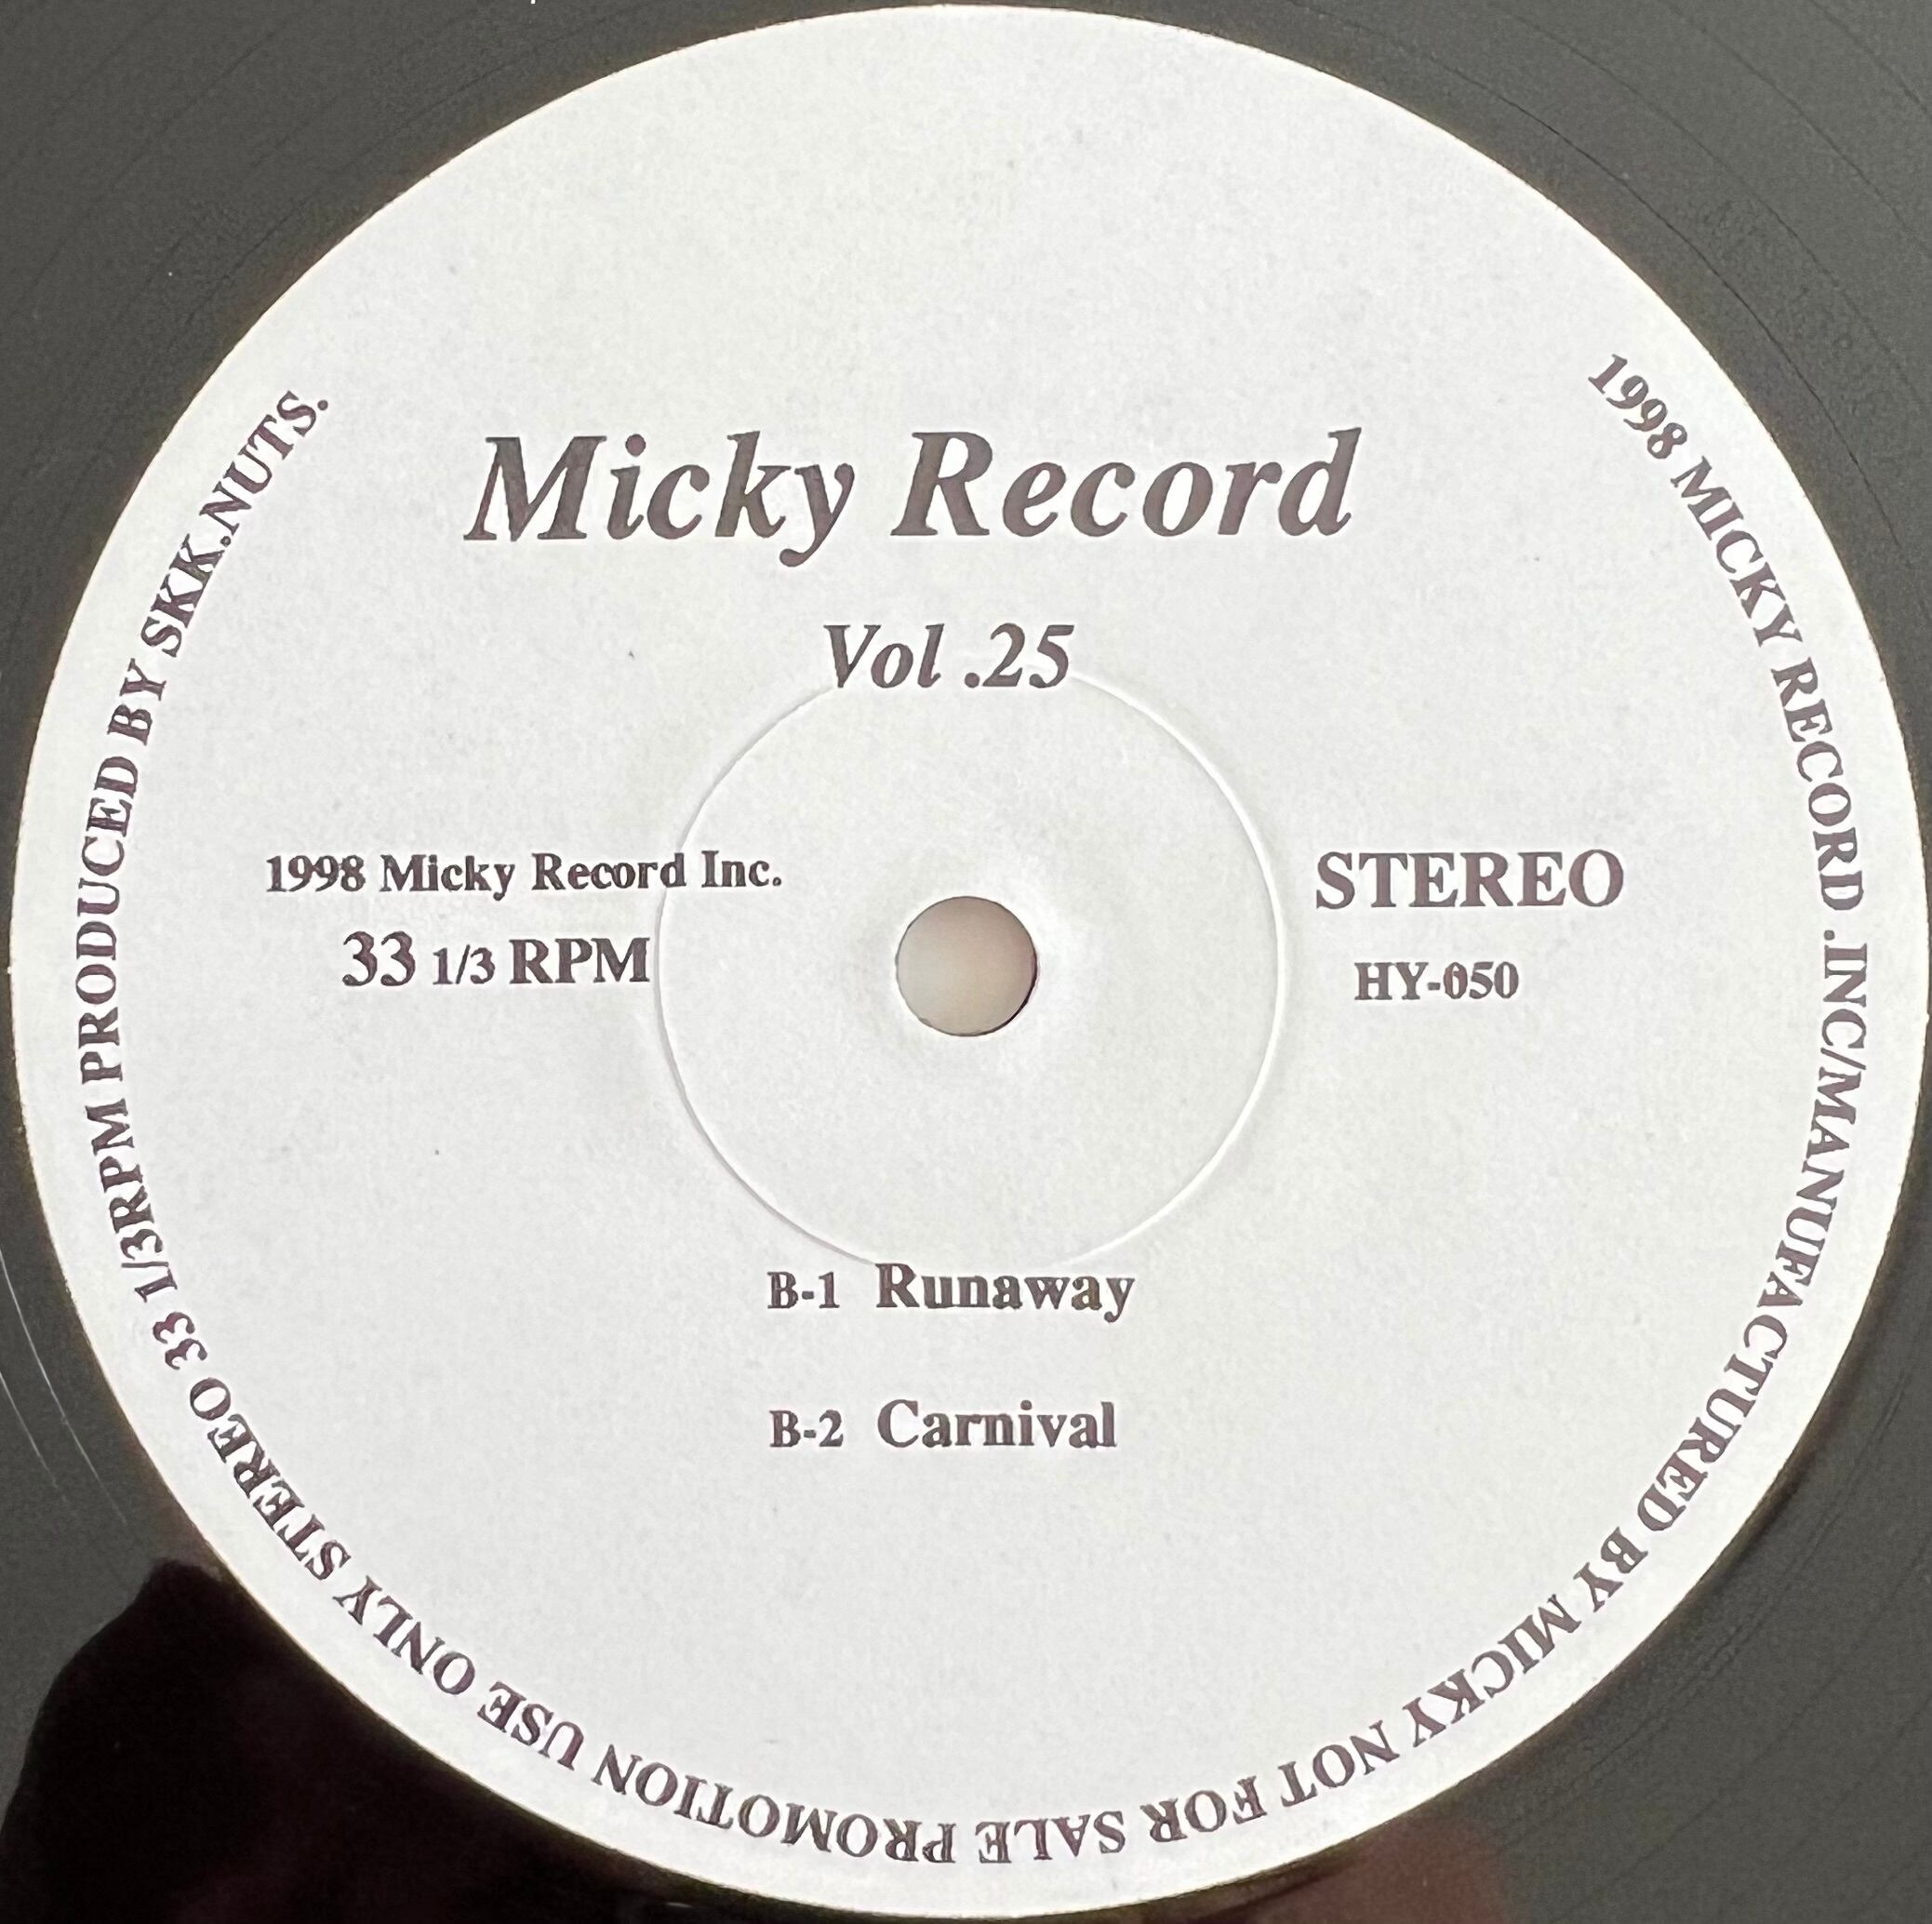 Micky Record
Vol .25
1998 Micky Record Inc.
33 1/3 RPM
STEREO
HY-050
B-1 Runaway
B-2 Carnival
1998 MICKY RECORD .INC/MANUFACTURED BY MICKY NOT FOR SALE PROMOTION USE ONLY STEREO 33 1/3RPM PRODUCED BY SKK.NUTS.